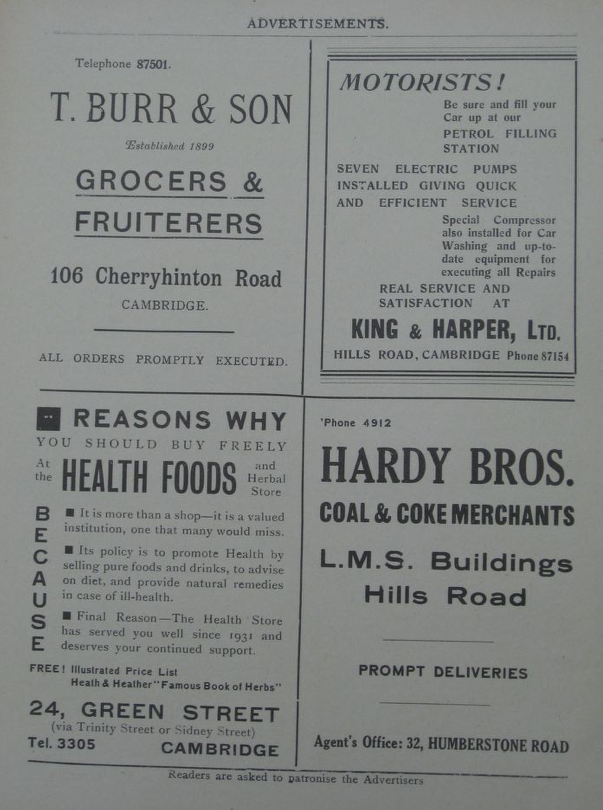 ADVERTISEMENTS.
Telephone 87501.
T. BURR & SON
Established 1899
GROCERS &
FRUITERERS
106 Cherryhinton Road
CAMBRIDGE.
ALL ORDERS PROMPTLY EXECUTED.
MOTORISTS!
Be sure and fill your
Car up at our
PETROL FILLING
STATION
SEVEN ELECTRIC PUMPS
INSTALLED GIVING QUICK
AND EFFICIENT SERVICE
Special Compressor
also installed for Car
Washing and up-to-
date equipment for
executing all Repairs
REAL SERVICE AND
SATISFACTION AT
KING & HARPER, LTD.
HILLS ROAD, CAMBRIDGE Phone 87154
REASONS WHY
YOU SHOULD BUY FREELY
At the HEALTH FOODS and Herbal Store
BECAUSE
■ It is more than a shop—it is a valued
institution, one that many would miss.
■ Its policy is to promote Health by
selling pure foods and drinks, to advise
on diet, and provide natural remedies
in case of ill-health.
■ Final Reason—The Health Store
has served you well since 1931 and
deserves your continued support.
FREE! Illustrated Price List
Heath & Heather "Famous Book of Herbs"
24, GREEN STREET
(via Trinity Street or Sidney Street)
Tel. 3305 CAMBRIDGE
'Phone 4912
HARDY BROS.
COAL & COKE MERCHANTS
L.M.S. Buildings
Hills Road
PROMPT DELIVERIES
Agent's Office: 32, HUMBERSTONE ROAD
Readers are asked to patronise the Advertisers